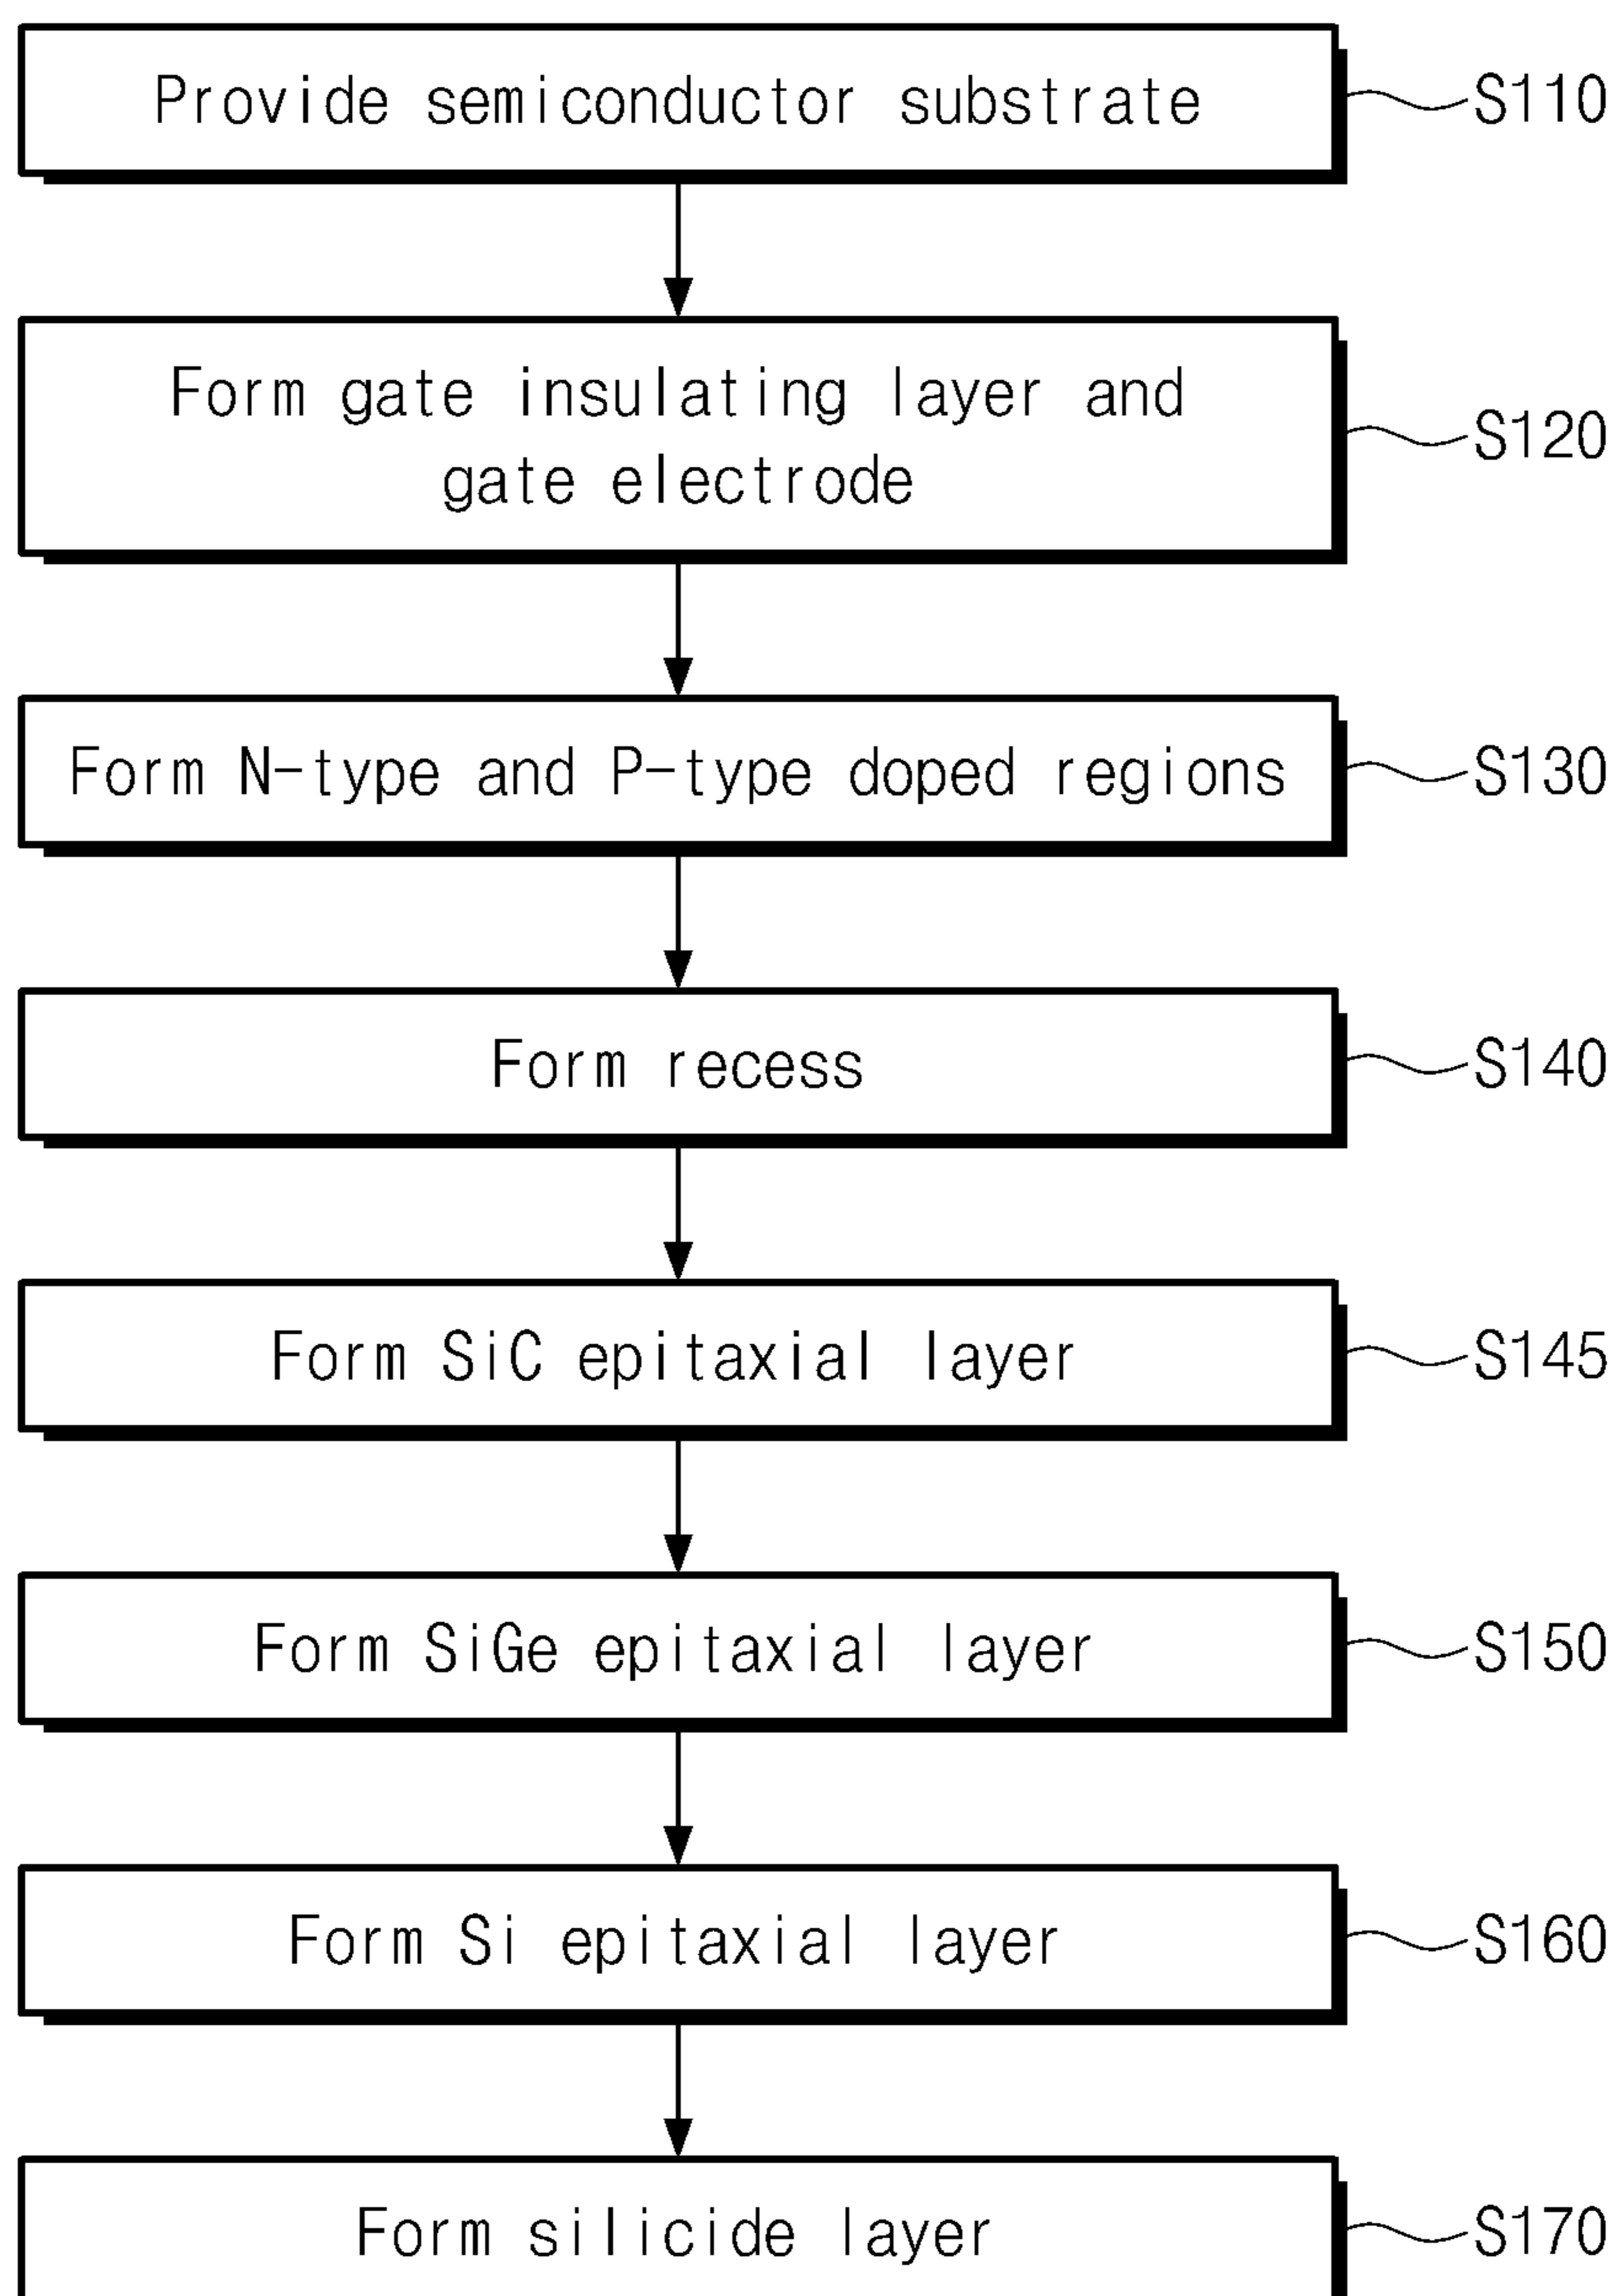 Provide semiconductor substrate
S110
Form gate insulating layer and
gate electrode
S120
Form N-type and P-type doped regions
S130
Form recess
S140
Form SiC epitaxial layer
S145
Form SiGe epitaxial layer
S150
Form Si epitaxial layer
S160
Form silicide layer
S170